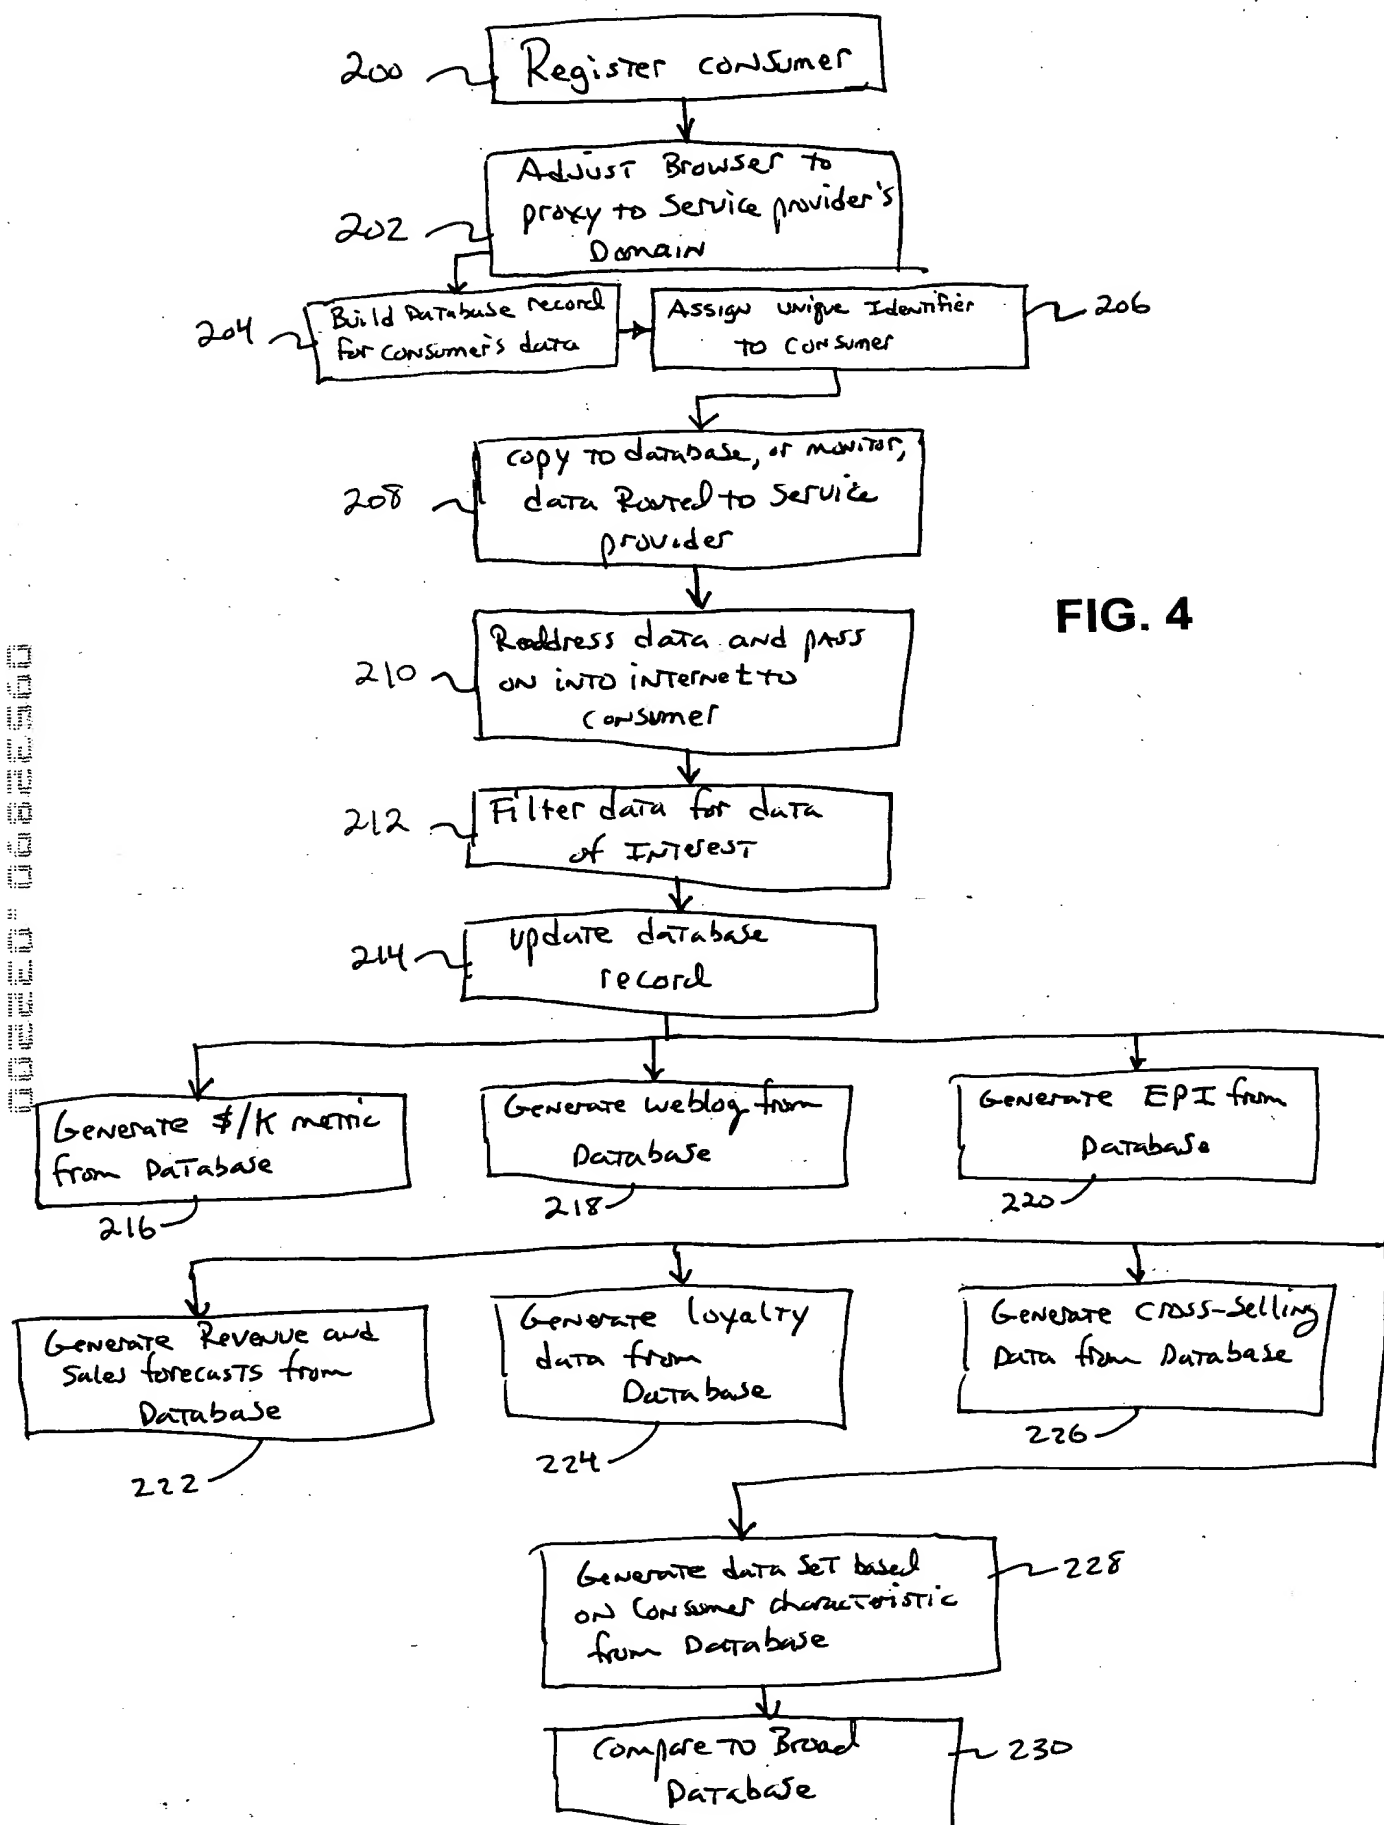 200
Register consumer
Adjust Browser to
proxy to Service provider's
Domain
202
204
Build Database record
for consumer's data
Assign unique Identifier
to Consumer
206
copy to database, or monitor,
data Routed to Service
provider
208
FIG. 4
Readdress data and pass
on into internet to
consumer
210
212
Filter data for data
of Interest
214
update database
record
Generate $/K metric
from Database
216
Generate weblog from
Database
218
Generate EPI from
Database
220
Generate Revenue and
Sales forecasts from
Database
222
Generate loyalty
data from
Database
224
Generate cross-selling
Data from Database
226
Generate data set based
on Consumer characteristic
from Database
228
Compare to Broad
Database
230